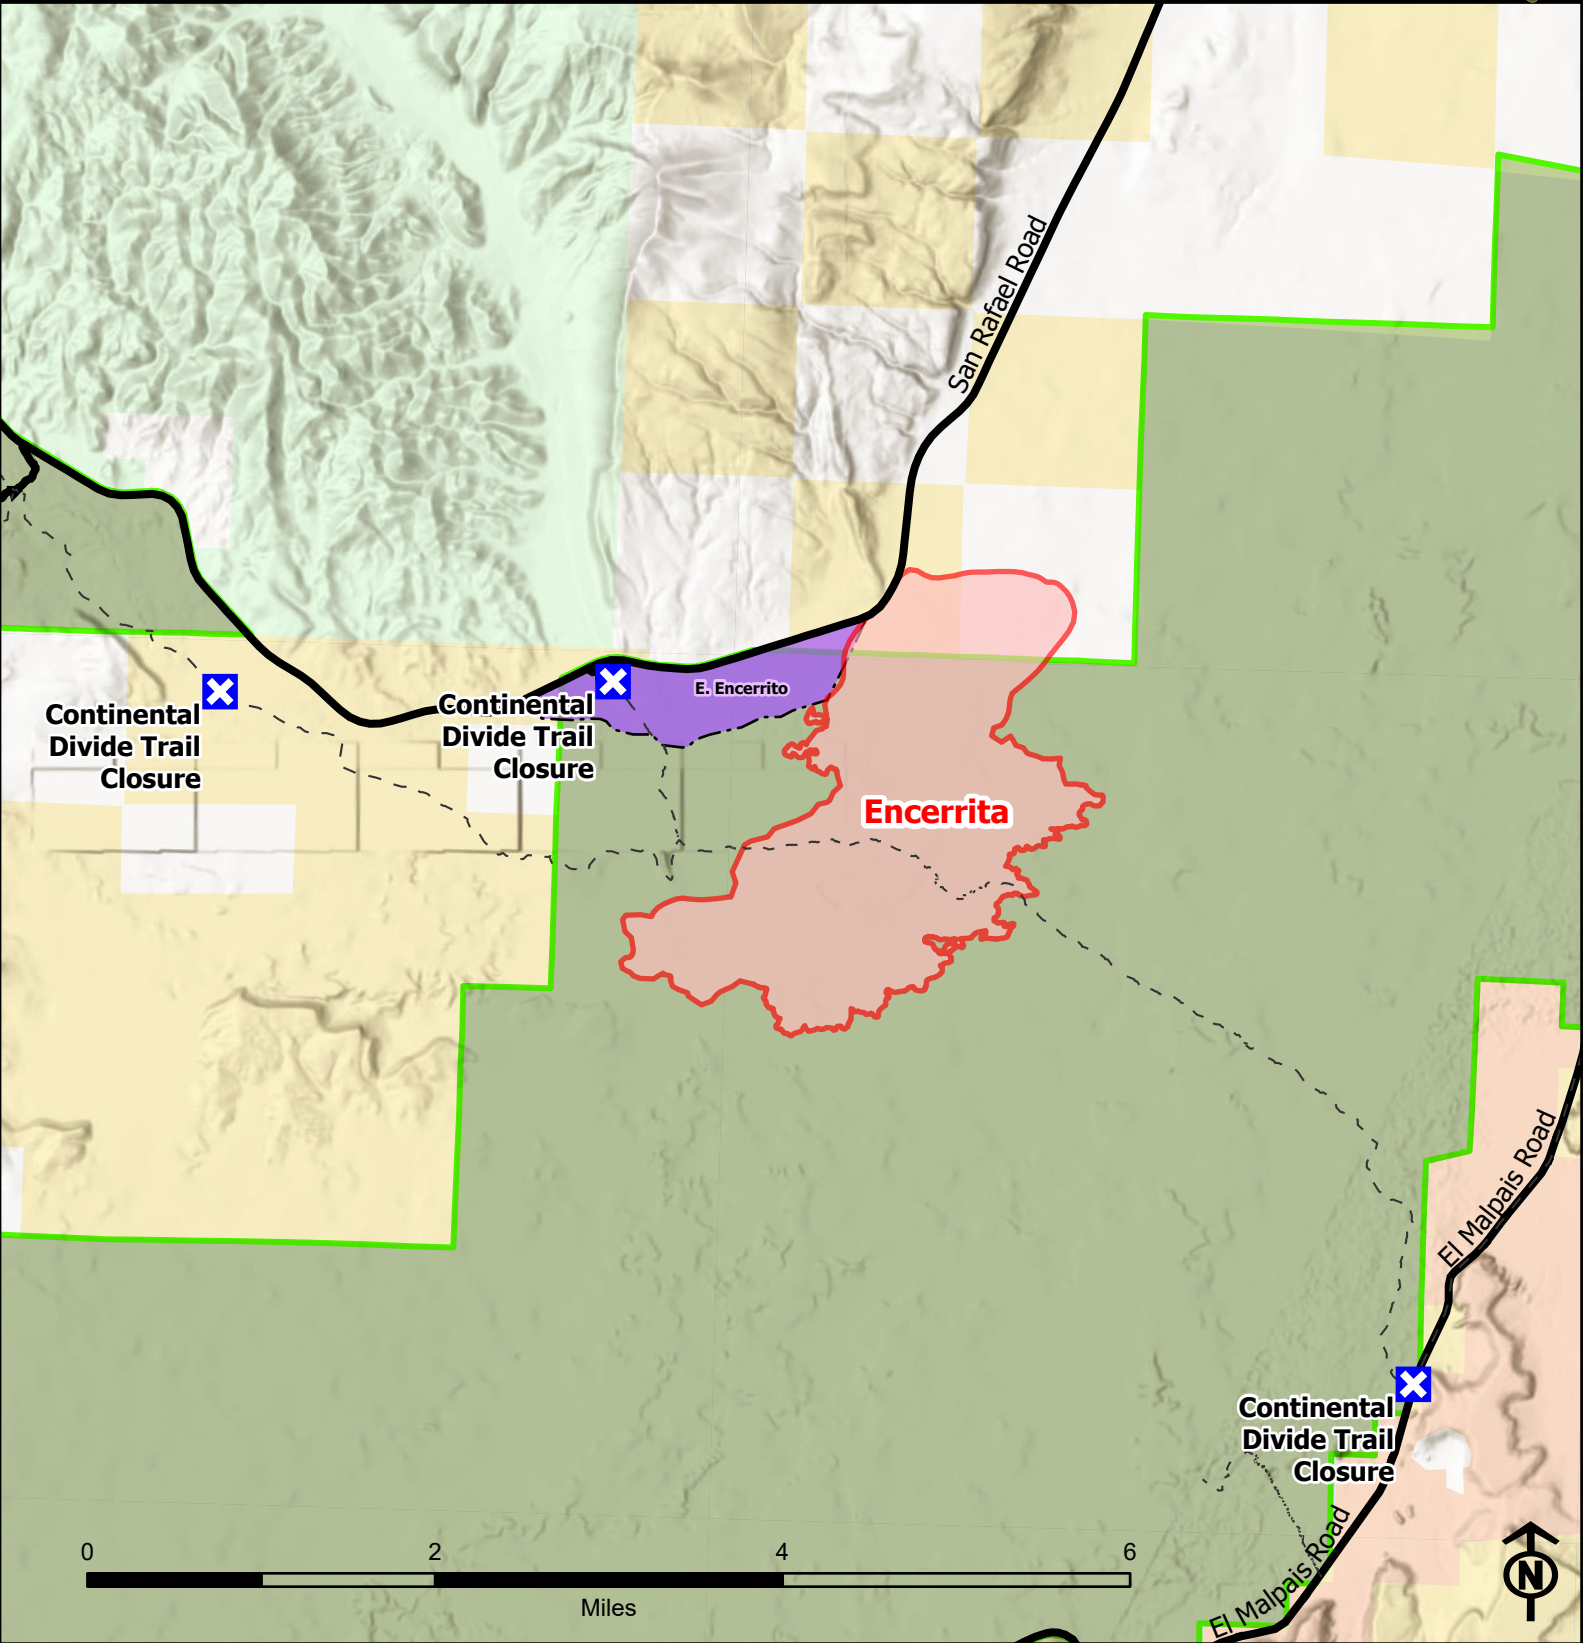 San Rafael Road
E. Encerrito
Continental
Divide Trail
Closure
Continental
Divide Trail
Closure
Encerrita
El Malpais Road
Continental
Divide Trail
Closure
El Malpais Road
0 2 4 6
Miles
N